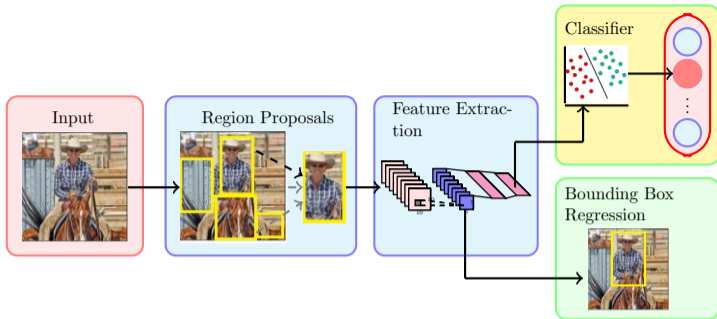 Input
Region Proposals
Feature Extrac-
tion
Classifier
Bounding Box
Regression